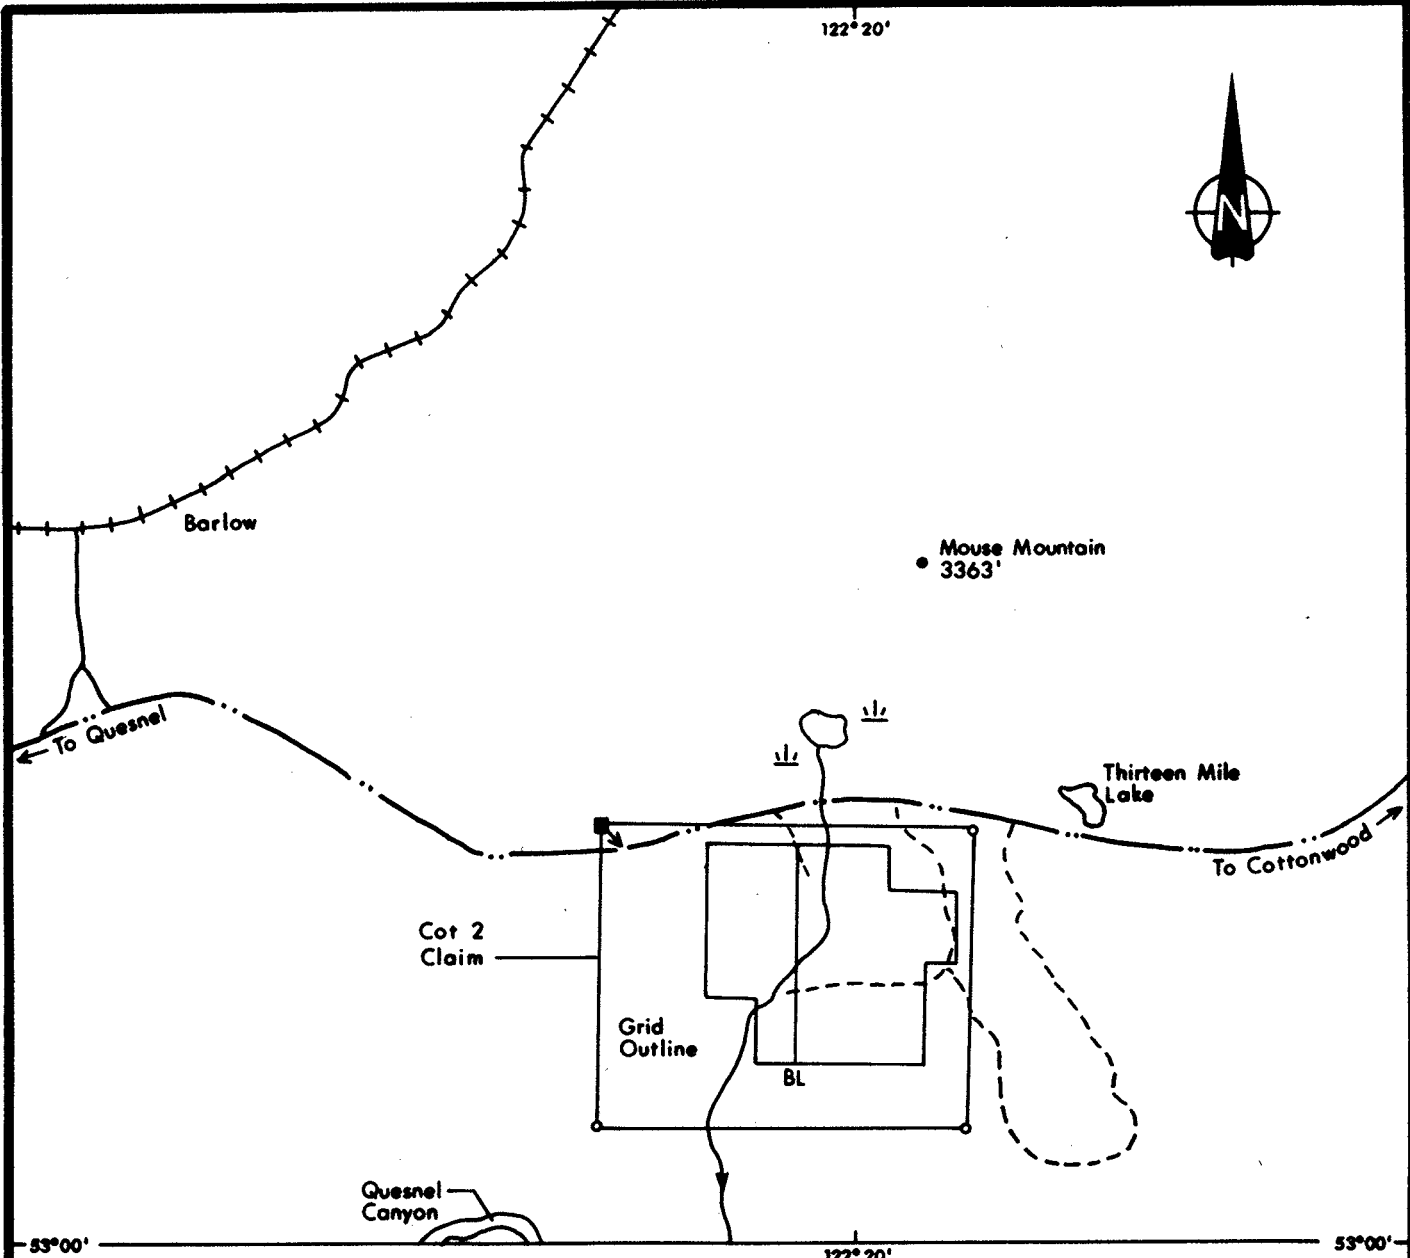 122°20'
N
Barlow
Mouse Mountain
3363'
To Quesnel
Thirteen Mile
Lake
To Cottonwood
Cot 2
Claim
Grid
Outline
BL
Quesnel
Canyon
53°00'
122°20'
53°00'